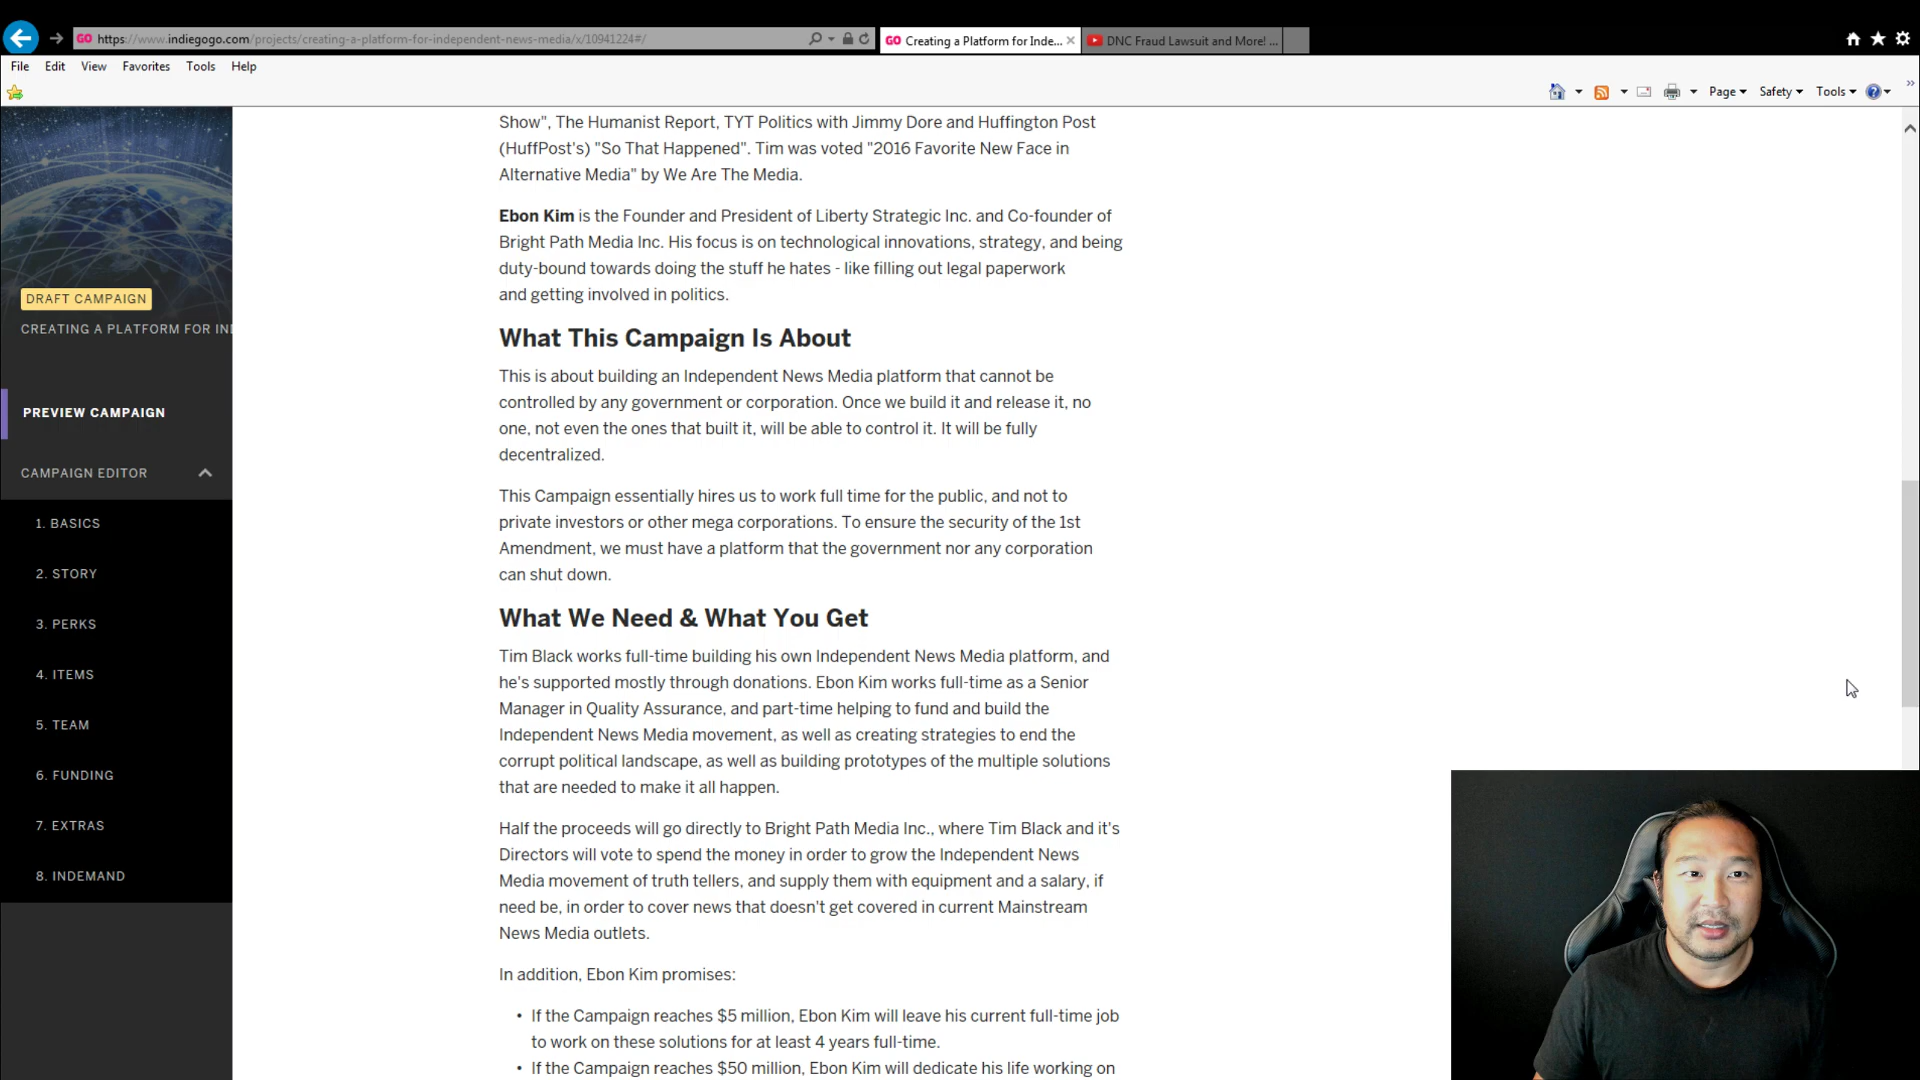 GO https://www.indiegogo.com/projects/creating-a-platform-for-independent-news-media/x/10941224#/
GO Creating a Platform for Inde...
DNC Fraud Lawsuit and More! ...
File Edit View Favorites Tools Help
Page Safety Tools
DRAFT CAMPAIGN
CREATING A PLATFORM FOR IN
PREVIEW CAMPAIGN
CAMPAIGN EDITOR
1. BASICS
2. STORY
3. PERKS
4. ITEMS
5. TEAM
6. FUNDING
7. EXTRAS
8. INDEMAND
Show", The Humanist Report, TYT Politics with Jimmy Dore and Huffington Post
(HuffPost's) "So That Happened". Tim was voted "2016 Favorite New Face in
Alternative Media" by We Are The Media.
Ebon Kim is the Founder and President of Liberty Strategic Inc. and Co-founder of
Bright Path Media Inc. His focus is on technological innovations, strategy, and being
duty-bound towards doing the stuff he hates - like filling out legal paperwork
and getting involved in politics.
What This Campaign Is About
This is about building an Independent News Media platform that cannot be
controlled by any government or corporation. Once we build it and release it, no
one, not even the ones that built it, will be able to control it. It will be fully
decentralized.
This Campaign essentially hires us to work full time for the public, and not to
private investors or other mega corporations. To ensure the security of the 1st
Amendment, we must have a platform that the government nor any corporation
can shut down.
What We Need & What You Get
Tim Black works full-time building his own Independent News Media platform, and
he's supported mostly through donations. Ebon Kim works full-time as a Senior
Manager in Quality Assurance, and part-time helping to fund and build the
Independent News Media movement, as well as creating strategies to end the
corrupt political landscape, as well as building prototypes of the multiple solutions
that are needed to make it all happen.
Half the proceeds will go directly to Bright Path Media Inc., where Tim Black and it's
Directors will vote to spend the money in order to grow the Independent News
Media movement of truth tellers, and supply them with equipment and a salary, if
need be, in order to cover news that doesn't get covered in current Mainstream
News Media outlets.
In addition, Ebon Kim promises:
• If the Campaign reaches $5 million, Ebon Kim will leave his current full-time job
to work on these solutions for at least 4 years full-time.
• If the Campaign reaches $50 million, Ebon Kim will dedicate his life working on